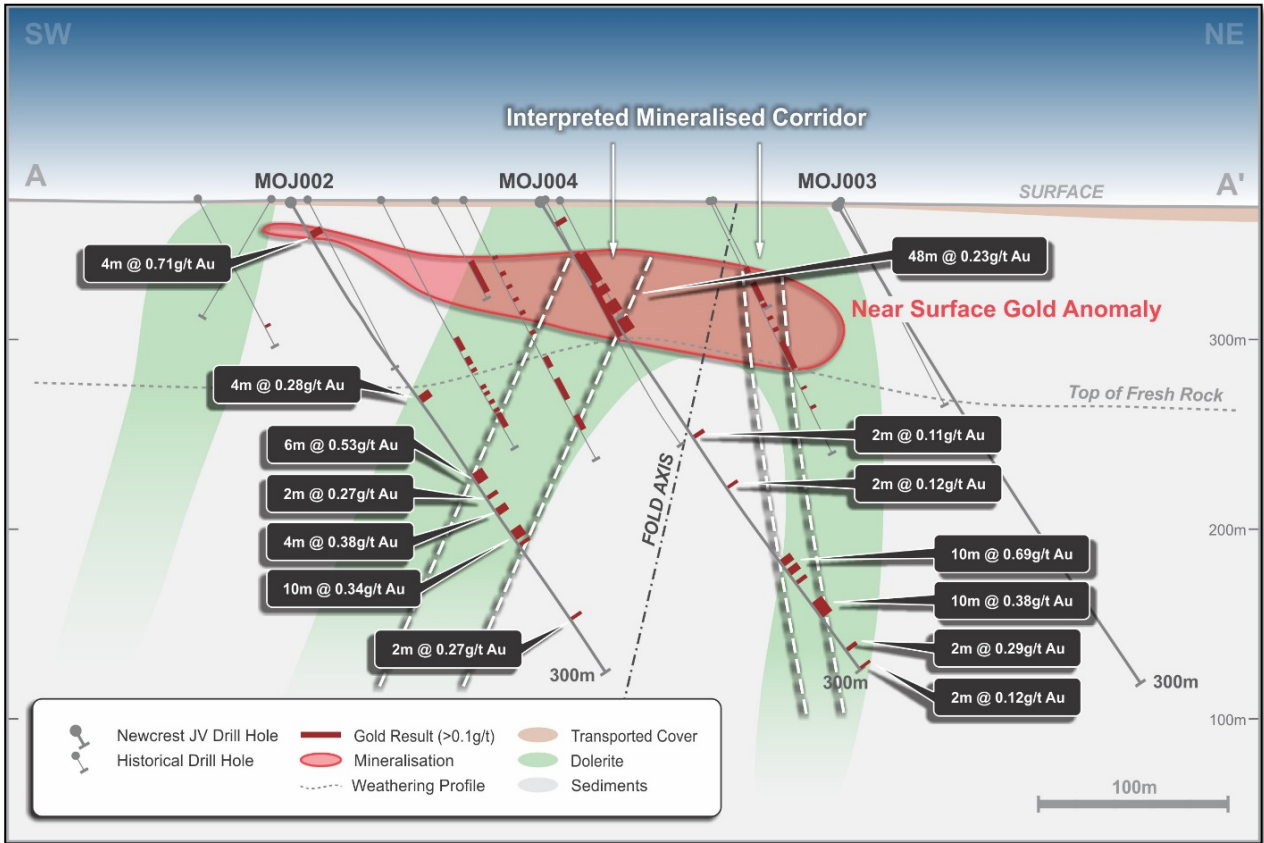 SW
NE
Interpreted Mineralised Corridor
A
MOJ002
MOJ004
MOJ003
SURFACE
A'
4m @ 0.71g/t Au
48m @ 0.23g/t Au
Near Surface Gold Anomaly
300m
4m @ 0.28g/t Au
Top of Fresh Rock
6m @ 0.53g/t Au
2m @ 0.11g/t Au
2m @ 0.27g/t Au
2m @ 0.12g/t Au
FOLD AXIS
4m @ 0.38g/t Au
200m
10m @ 0.34g/t Au
10m @ 0.69g/t Au
10m @ 0.38g/t Au
2m @ 0.27g/t Au
2m @ 0.29g/t Au
300m
300m
300m
2m @ 0.12g/t Au
100m
Newcrest JV Drill Hole
Gold Result (>0.1g/t)
Transported Cover
Historical Drill Hole
Mineralisation
Dolerite
Weathering Profile
Sediments
100m